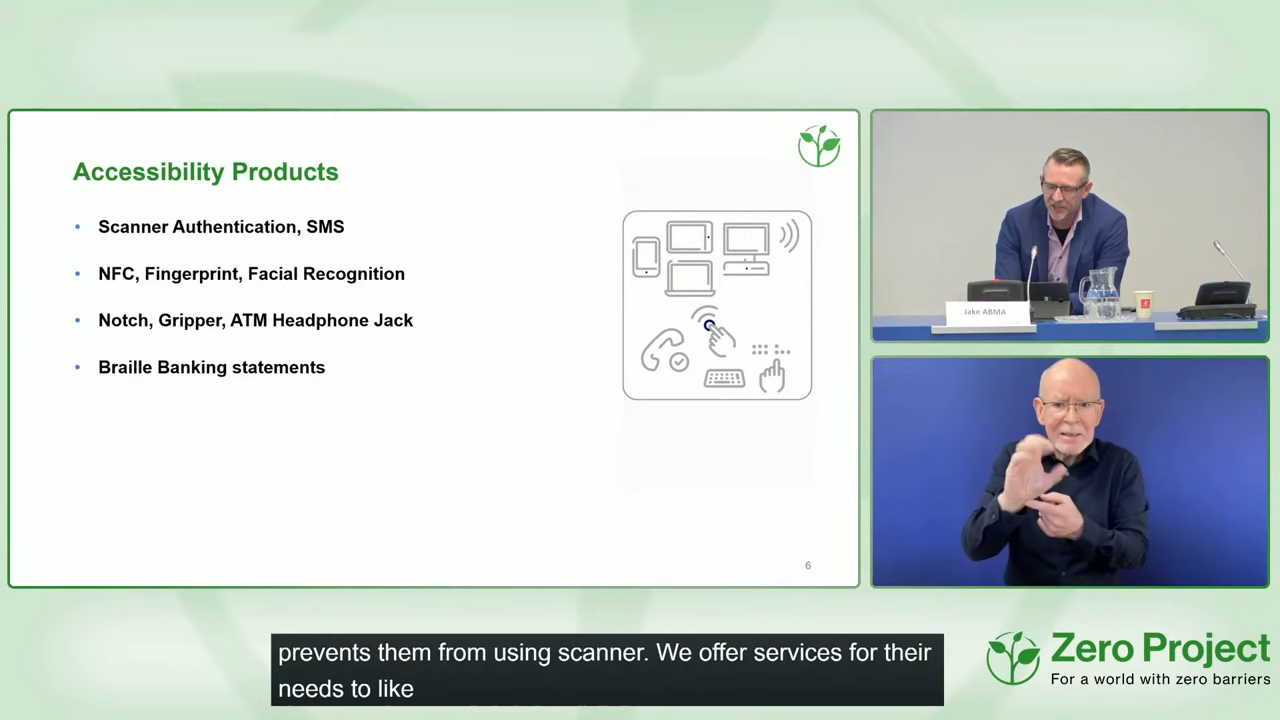 Accessibility Products
• Scanner Authentication, SMS
• NFC, Fingerprint, Facial Recognition
• Notch, Gripper, ATM Headphone Jack
• Braille Banking statements
6
Jake ABMA
prevents them from using scanner. We offer services for their
needs to like
Zero Project
For a world with zero barriers